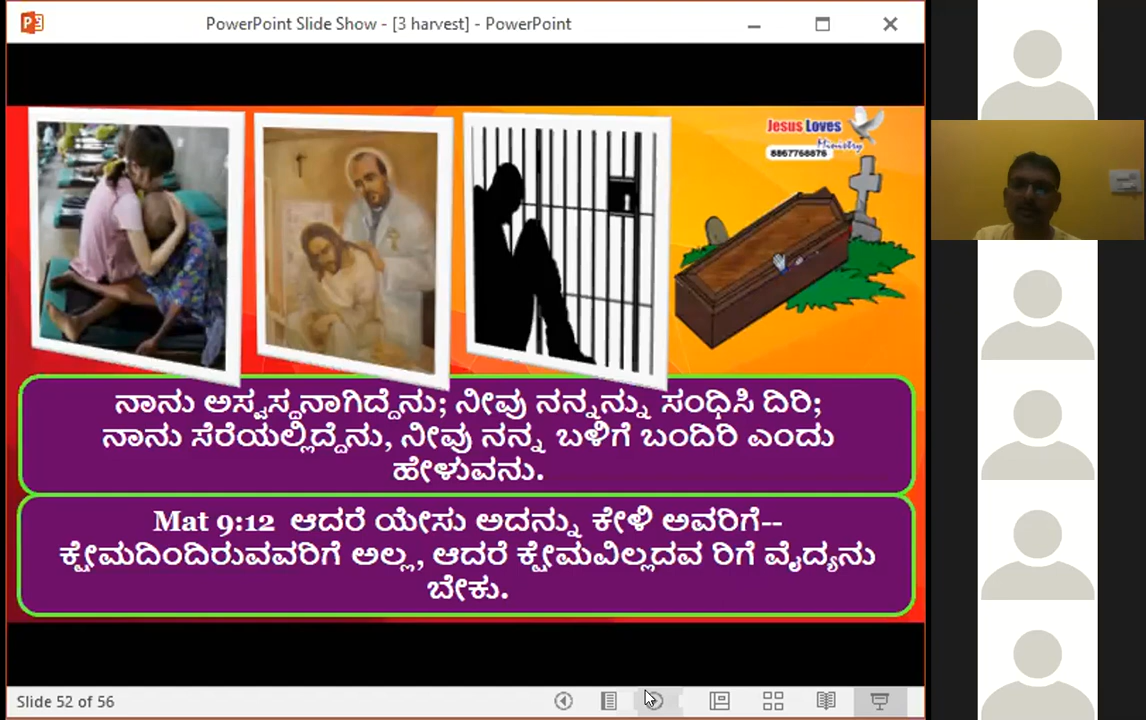 PowerPoint Slide Show - [3 harvest] - PowerPoint
Jesus Loves
Ministry
8867768876
ನಾನು ಅಸ್ವಸ್ಥನಾಗಿದ್ದೆನು; ನೀವು ನನ್ನನ್ನು ಸಂಧಿಸಿ ದಿರಿ;
ನಾನು ಸೆರೆಯಲ್ಲಿದ್ದೆನು, ನೀವು ನನ್ನ ಬಳಿಗೆ ಬಂದಿರಿ ಎಂದು
ಹೇಳುವನು.
Mat 9:12 ಆದರೆ ಯೇಸು ಅದನ್ನು ಕೇಳಿ ಅವರಿಗೆ--
ಕ್ಷೇಮದಿಂದಿರುವವರಿಗೆ ಅಲ್ಲ, ಆದರೆ ಕ್ಷೇಮವಿಲ್ಲದವ ರಿಗೆ ವೈದ್ಯನು
ಬೇಕು.
Slide 52 of 56